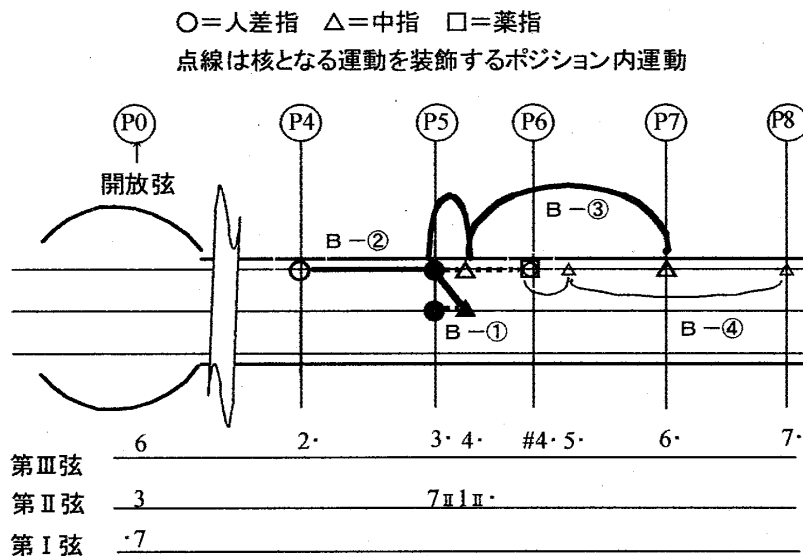 ○＝人差指 △＝中指 □＝薬指
点線は核となる運動を装飾するポジション内運動
P0 P4 P5 P6 P7 P8
↑
開放弦
B－②
B－③
B－①
B－④
6 2・ 3・ 4・ #4・ 5・ 6・ 7・
第Ⅲ弦
第Ⅱ弦 3 7Ⅱ1Ⅱ・
第Ⅰ弦 ・7